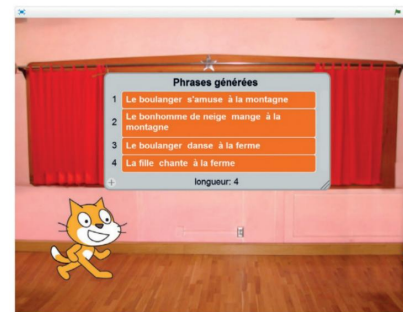 Phrases générées
1 Le boulanger s'amuse à la montagne
2 Le bonhomme de neige mange à la
montagne
3 Le boulanger danse à la ferme
4 La fille chante à la ferme
+ longueur: 4